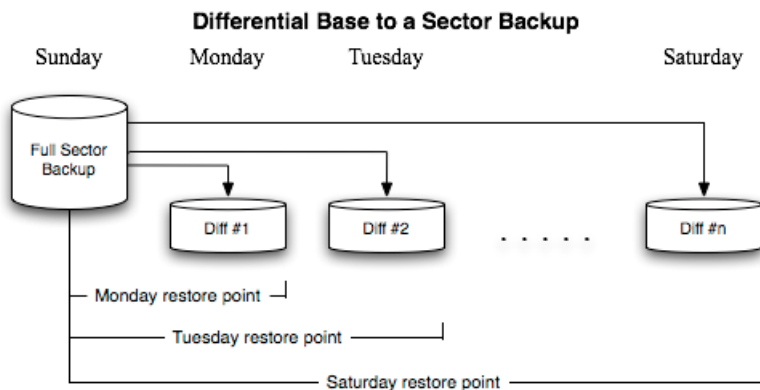 Differential Base to a Sector Backup
Sunday Monday Tuesday Saturday
Full Sector
Backup
Diff #1 Diff #2 . . . . . Diff #n
Monday restore point
Tuesday restore point
Saturday restore point